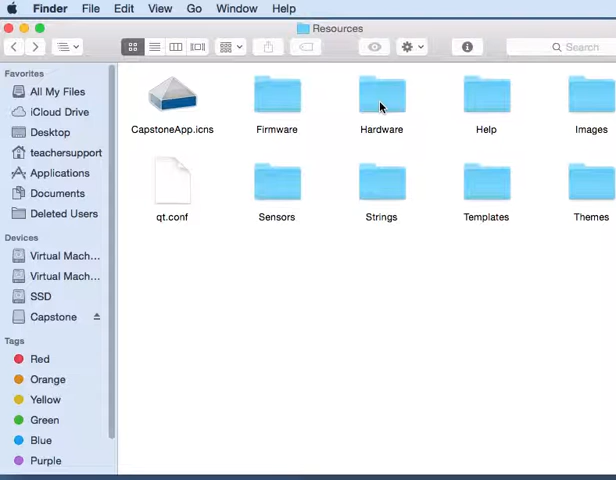 Finder File Edit View Go Window Help
Resources
Search
Favorites
All My Files
iCloud Drive
Desktop
teachersupport
Applications
Documents
Deleted Users
Devices
Virtual Mach...
Virtual Mach...
SSD
Capstone
Tags
Red
Orange
Yellow
Green
Blue
Purple
CapstoneApp.icns Firmware Hardware Help Images
qt.conf Sensors Strings Templates Themes